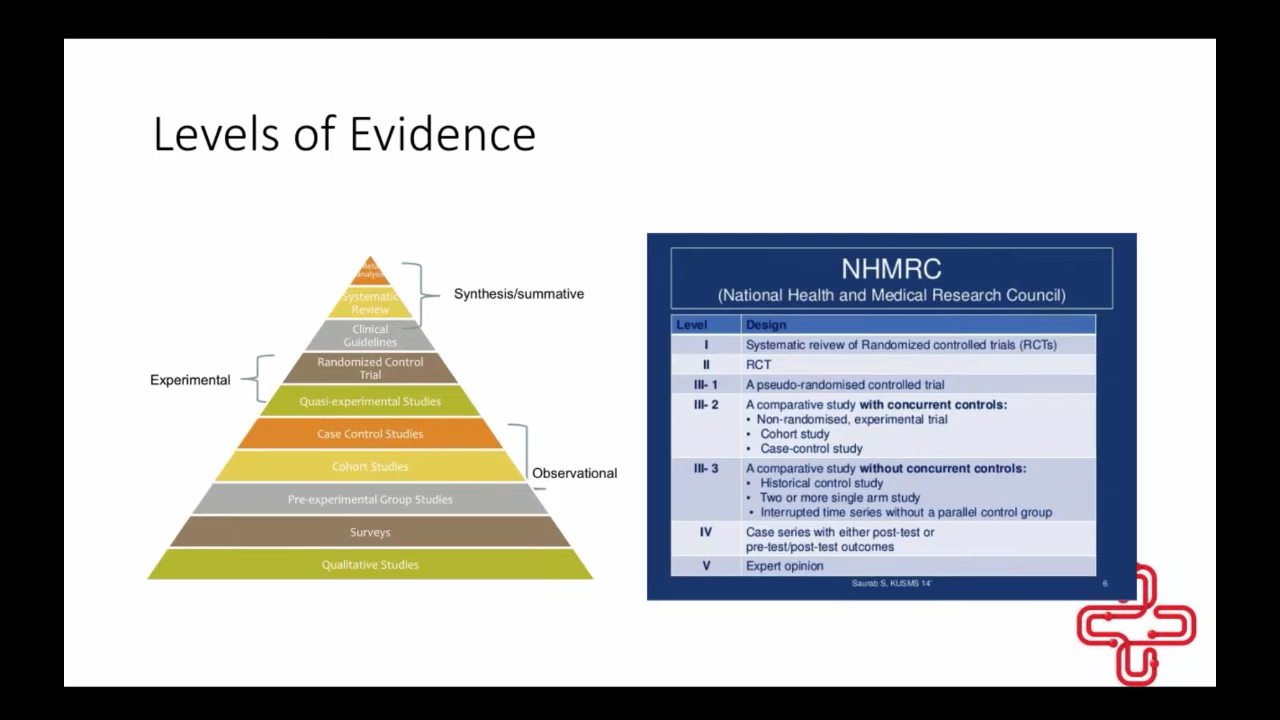 Levels of Evidence
Meta
analysis
Systematic
Review
Clinical
Guidelines
Randomized Control
Trial
Quasi-experimental Studies
Case Control Studies
Cohort Studies
Pre-experimental Group Studies
Surveys
Qualitative Studies
Synthesis/summative
Experimental
Observational
NHMRC
(National Health and Medical Research Council)
Level Design
I Systematic reivew of Randomized controlled trials (RCTs)
II RCT
III- 1 A pseudo-randomised controlled trial
III- 2 A comparative study with concurrent controls:
• Non-randomised, experimental trial
• Cohort study
• Case-control study
III- 3 A comparative study without concurrent controls:
• Historical control study
• Two or more single arm study
• Interrupted time series without a parallel control group
IV Case series with either post-test or
pre-test/post-test outcomes
V Expert opinion
Saurab S, KUSMS 14'
6